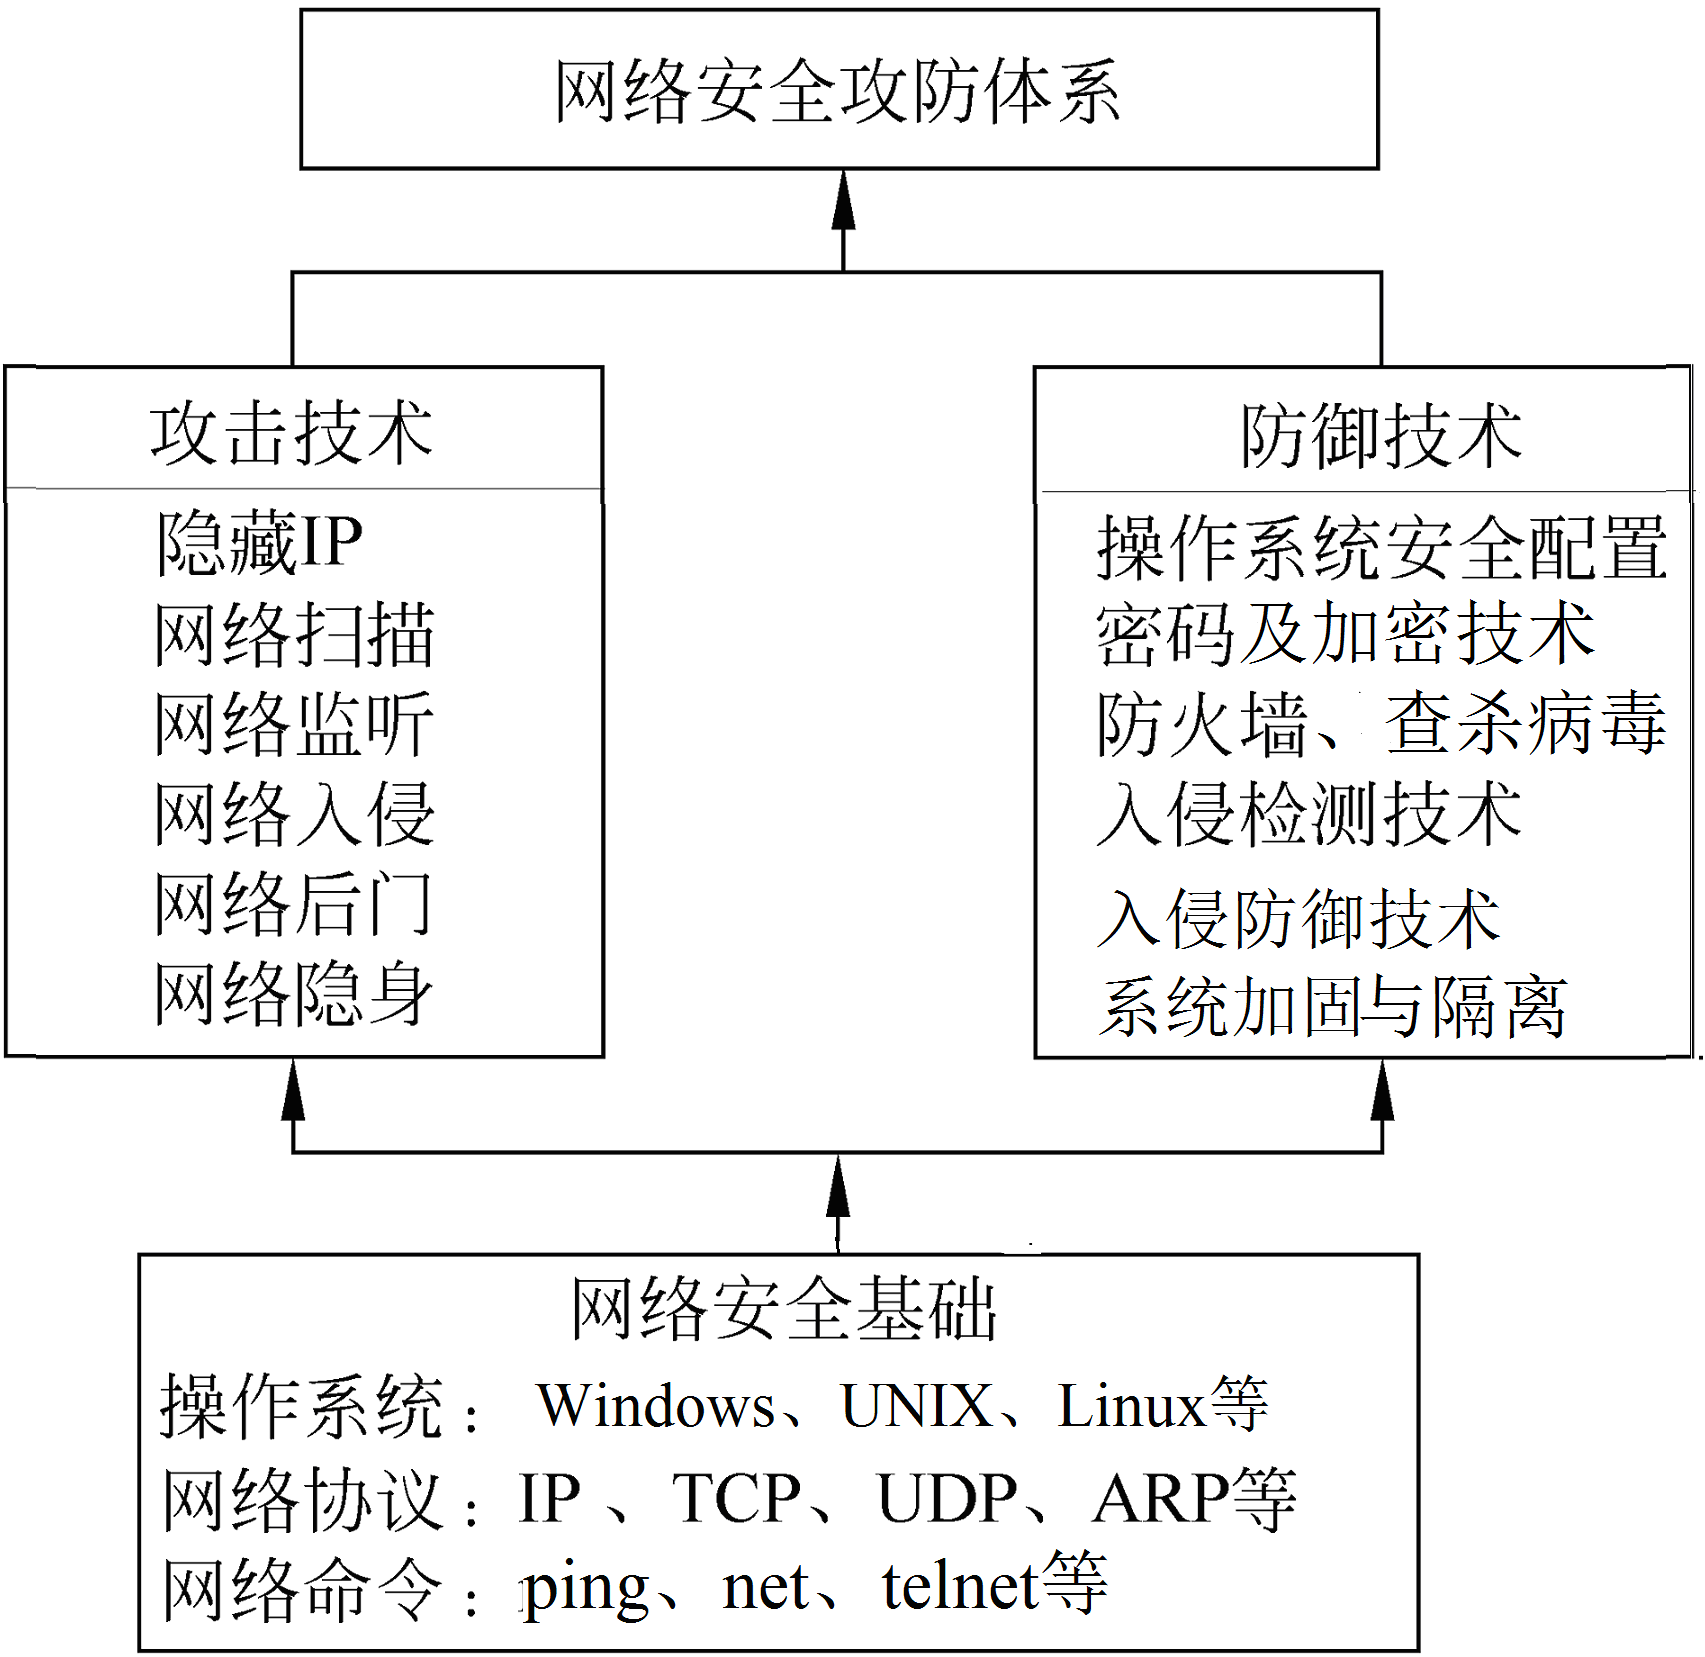 网络安全攻防体系
攻击技术
隐藏IP
网络扫描
网络监听
网络入侵
网络后门
网络隐身
防御技术
操作系统安全配置
密码及加密技术
防火墙、查杀病毒
入侵检测技术
入侵防御技术
系统加固与隔离
网络安全基础
操作系统：Windows、UNIX、Linux等
网络协议：IP、TCP、UDP、ARP等
网络命令：ping、net、telnet等